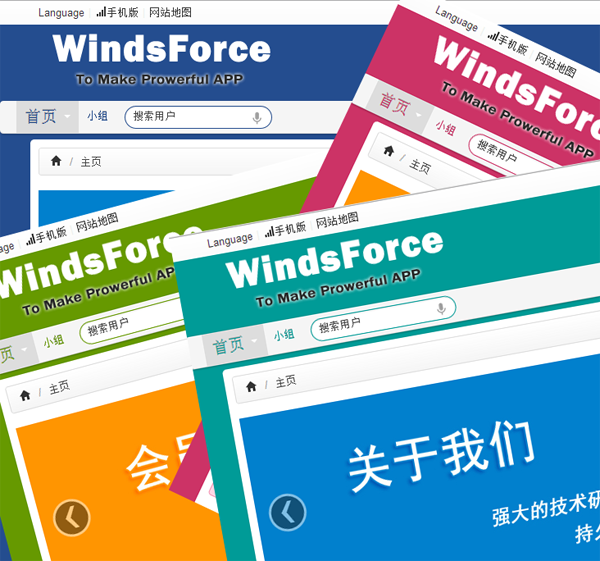 Language 手机版 网站地图
WindsForce
To Make Prowerful APP
首页 小组 搜索用户
/ 主页
Language 手机版 网站地图
WindsForce
To Make Prowerful APP
首页 小组 搜索用户
/ 主页
手机版 网站地图
WindsForce
To Make Prowerful APP
页 小组 搜索用户
/ 主页
会
Language 手机版 网站地图
WindsForce
To Make Prowerful APP
首页 小组 搜索用户
/ 主页
关于我们
强大的技术研